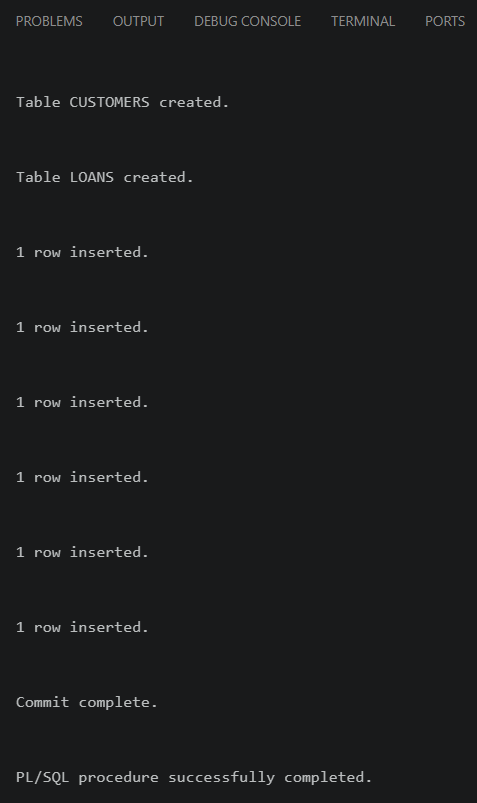 PROBLEMS OUTPUT DEBUG CONSOLE TERMINAL PORTS
Table CUSTOMERS created.
Table LOANS created.
1 row inserted.
1 row inserted.
1 row inserted.
1 row inserted.
1 row inserted.
1 row inserted.
Commit complete.
PL/SQL procedure successfully completed.